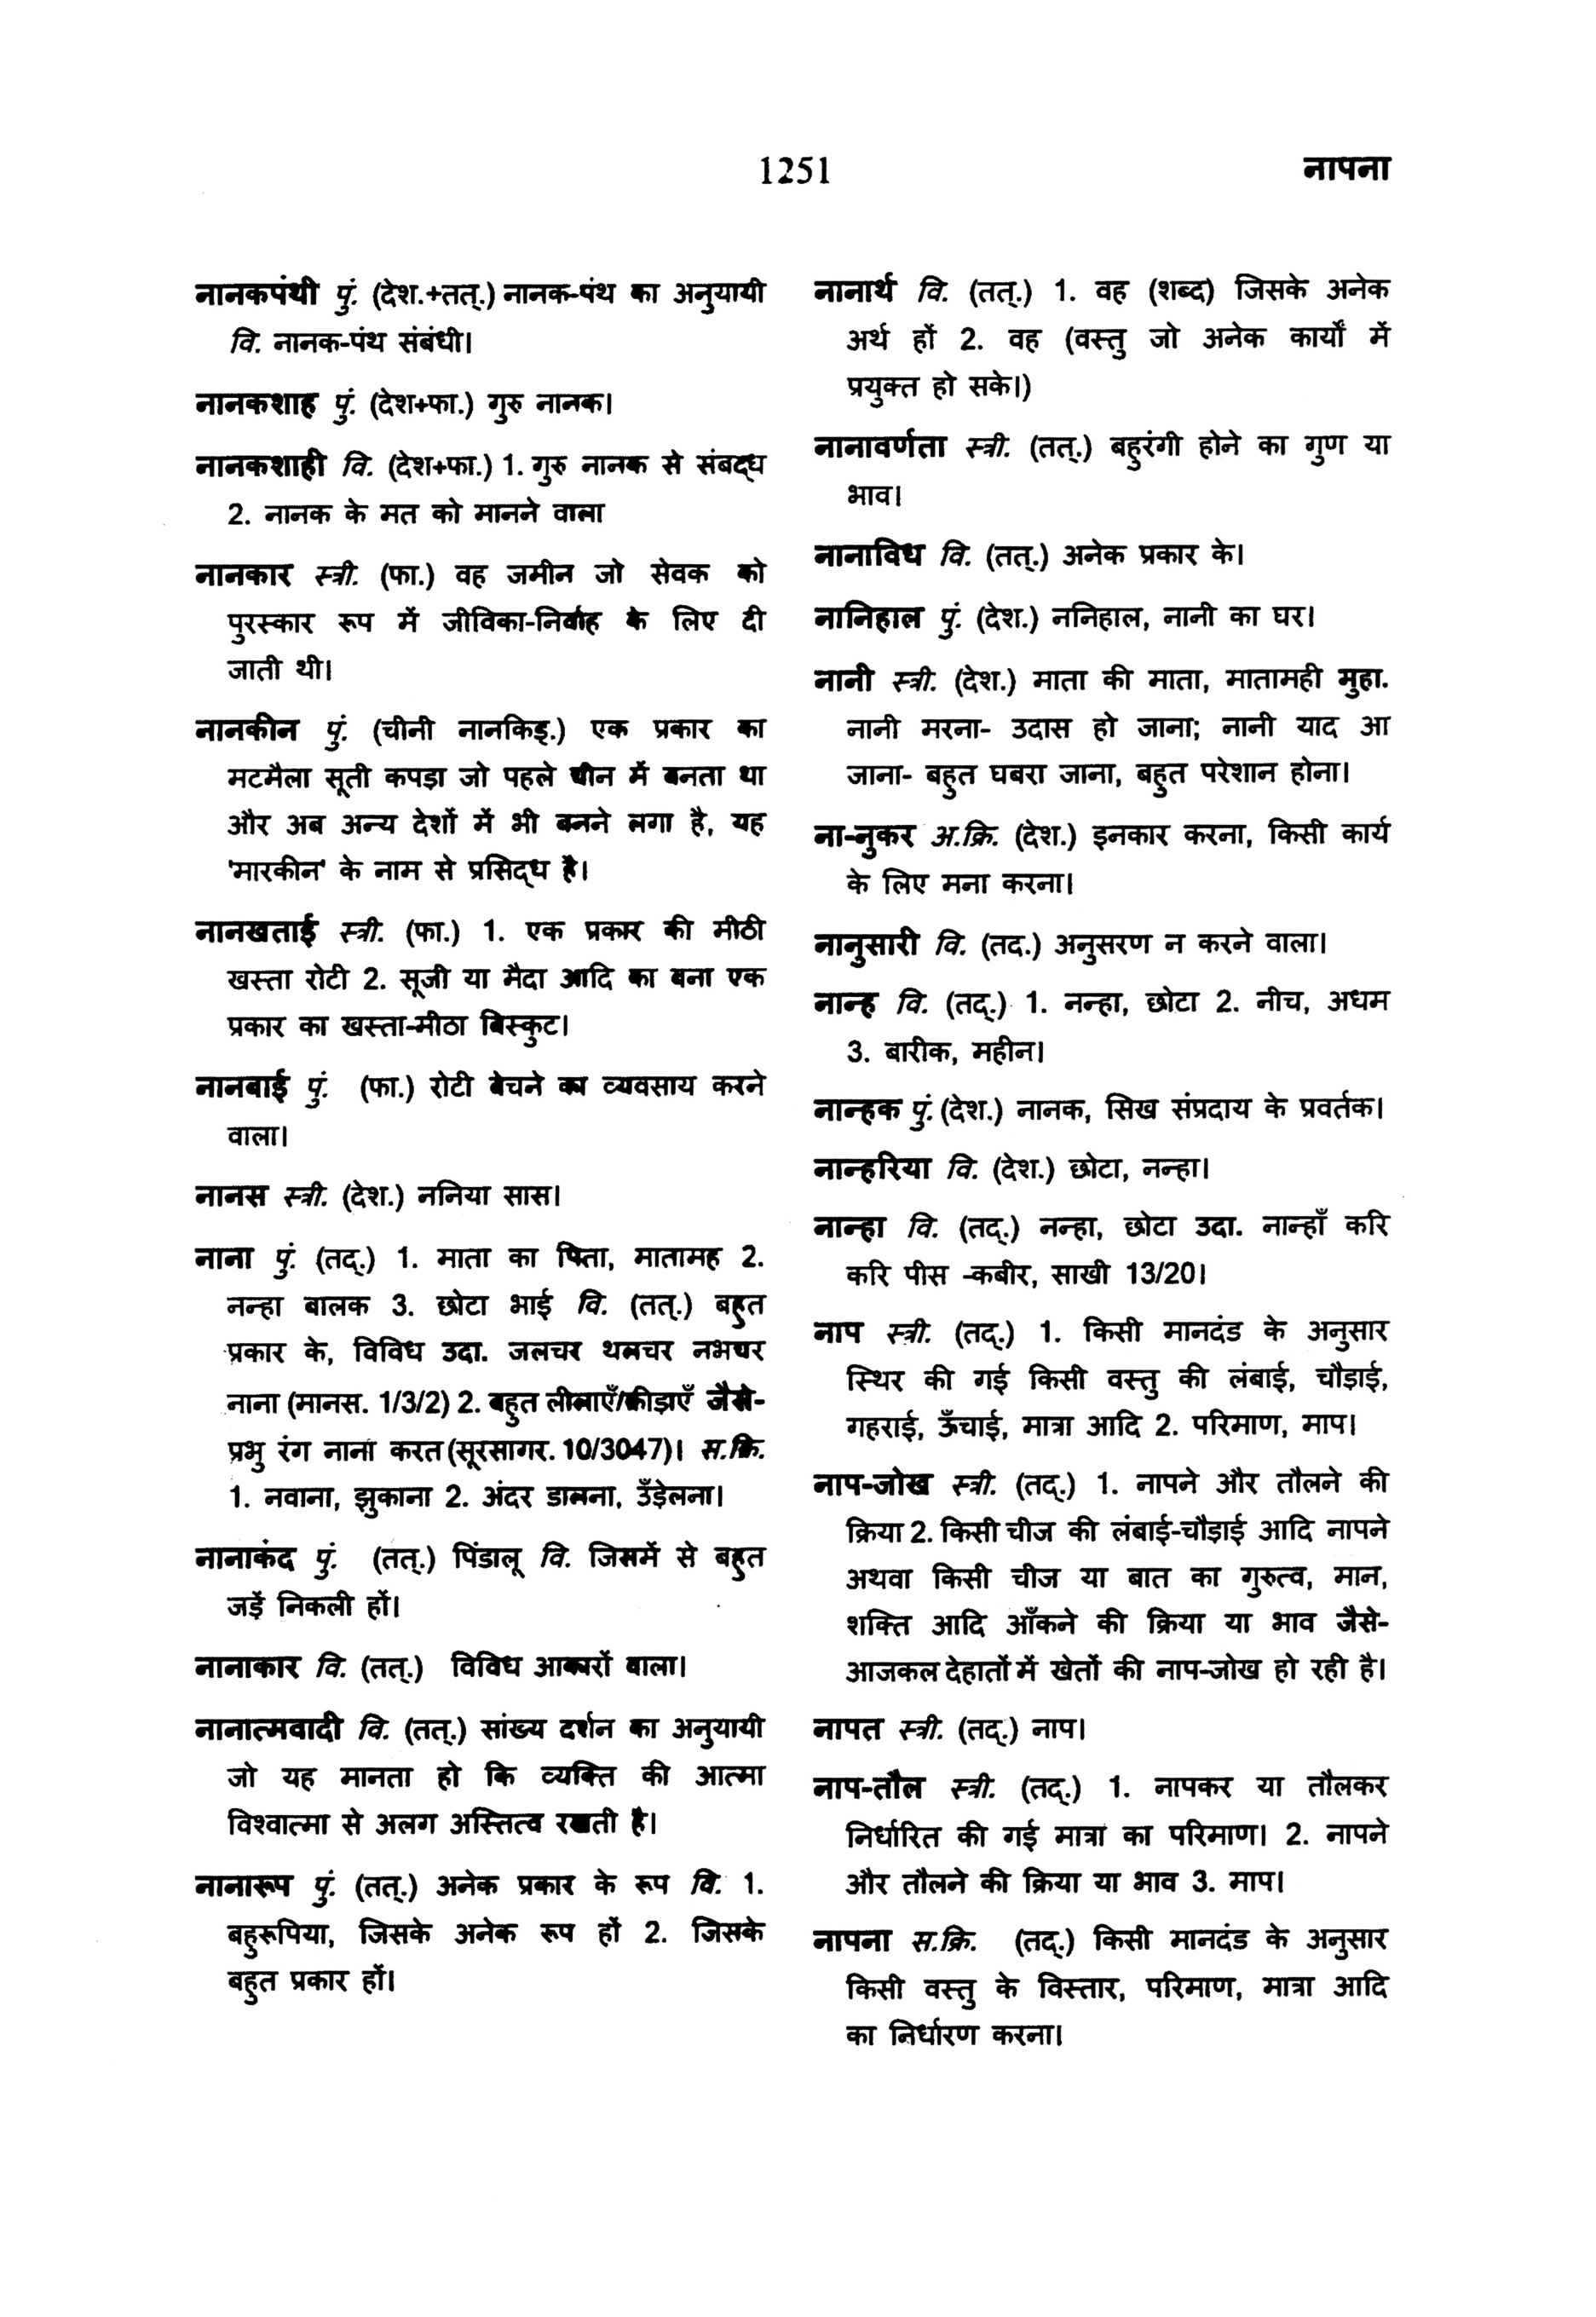 1251
नापना
नानकपंथी पुं. (देश.+तत्.) नानक-पंथ का अनुयायी
वि. नानक-पंथ संबंधी।
नानकशाह पुं. (देश+फा.) गुरु नानक।
नानकशाही वि. (देश+फा.) 1. गुरु नानक से संबद्ध
2. नानक के मत को मानने वाला
नानकार स्त्री. (फा.) वह जमीन जो सेवक को
पुरस्कार रूप में जीविका-निर्वाह के लिए दी
जाती थी।
नानकीन पुं. (चीनी नानकिङ्.) एक प्रकार का
मटमैला सूती कपड़ा जो पहले चीन में बनता था
और अब अन्य देशों में भी बनने लगा है, यह
'मारकीन' के नाम से प्रसिद्ध है।
नानखताई स्त्री. (फा.) 1. एक प्रकार की मीठी
खस्ता रोटी 2. सूजी या मैदा आदि का बना एक
प्रकार का खस्ता-मीठा बिस्कुट।
नानबाई पुं. (फा.) रोटी बेचने का व्यवसाय करने
वाला।
नानस स्त्री. (देश.) ननिया सास।
नाना पुं. (तद्.) 1. माता का पिता, मातामह 2.
नन्हा बालक 3. छोटा भाई वि. (तत्.) बहुत
प्रकार के, विविध उदा. जलचर थलचर नभचर
नाना (मानस. 1/3/2) 2. बहुत लीलाएँ/क्रीड़ाएँ जैसे-
प्रभु रंग नाना करत (सूरसागर. 10/3047)। स.क्रि.
1. नवाना, झुकाना 2. अंदर डालना, उँड़ेलना।
नानाकंद पुं. (तत्.) पिंडालू वि. जिसमें से बहुत
जड़ें निकली हों।
नानाकार वि. (तत्.) विविध आकारों वाला।
नानात्मवादी वि. (तत्.) सांख्य दर्शन का अनुयायी
जो यह मानता हो कि व्यक्ति की आत्मा
विश्वात्मा से अलग अस्तित्व रखती है।
नानारूप पुं. (तत्.) अनेक प्रकार के रूप वि. 1.
बहुरूपिया, जिसके अनेक रूप हों 2. जिसके
बहुत प्रकार हों।
नानार्थ वि. (तत्.) 1. वह (शब्द) जिसके अनेक
अर्थ हों 2. वह (वस्तु जो अनेक कार्यों में
प्रयुक्त हो सके।)
नानावर्णता स्त्री. (तत्.) बहुरंगी होने का गुण या
भाव।
नानाविध वि. (तत्.) अनेक प्रकार के।
नानिहाल पुं. (देश.) ननिहाल, नानी का घर।
नानी स्त्री. (देश.) माता की माता, मातामही मुहा.
नानी मरना- उदास हो जाना; नानी याद आ
जाना- बहुत घबरा जाना, बहुत परेशान होना।
ना-नुकर अ.क्रि. (देश.) इनकार करना, किसी कार्य
के लिए मना करना।
नानुसारी वि. (तद.) अनुसरण न करने वाला।
नान्ह वि. (तद्.) 1. नन्हा, छोटा 2. नीच, अधम
3. बारीक, महीन।
नान्हक पुं. (देश.) नानक, सिख संप्रदाय के प्रवर्तक।
नान्हरिया वि. (देश.) छोटा, नन्हा।
नान्हा वि. (तद्.) नन्हा, छोटा उदा. नान्हाँ करि
करि पीस -कबीर, साखी 13/20।
नाप स्त्री. (तद्.) 1. किसी मानदंड के अनुसार
स्थिर की गई किसी वस्तु की लंबाई, चौड़ाई,
गहराई, ऊँचाई, मात्रा आदि 2. परिमाण, माप।
नाप-जोख स्त्री. (तद्.) 1. नापने और तौलने की
क्रिया 2. किसी चीज की लंबाई-चौड़ाई आदि नापने
अथवा किसी चीज या बात का गुरुत्व, मान,
शक्ति आदि आँकने की क्रिया या भाव जैसे-
आजकल देहातों में खेतों की नाप-जोख हो रही है।
नापत स्त्री. (तद्.) नाप।
नाप-तौल स्त्री. (तद्.) 1. नापकर या तौलकर
निर्धारित की गई मात्रा का परिमाण। 2. नापने
और तौलने की क्रिया या भाव 3. माप।
नापना स.क्रि. (तद्.) किसी मानदंड के अनुसार
किसी वस्तु के विस्तार, परिमाण, मात्रा आदि
का निर्धारण करना।